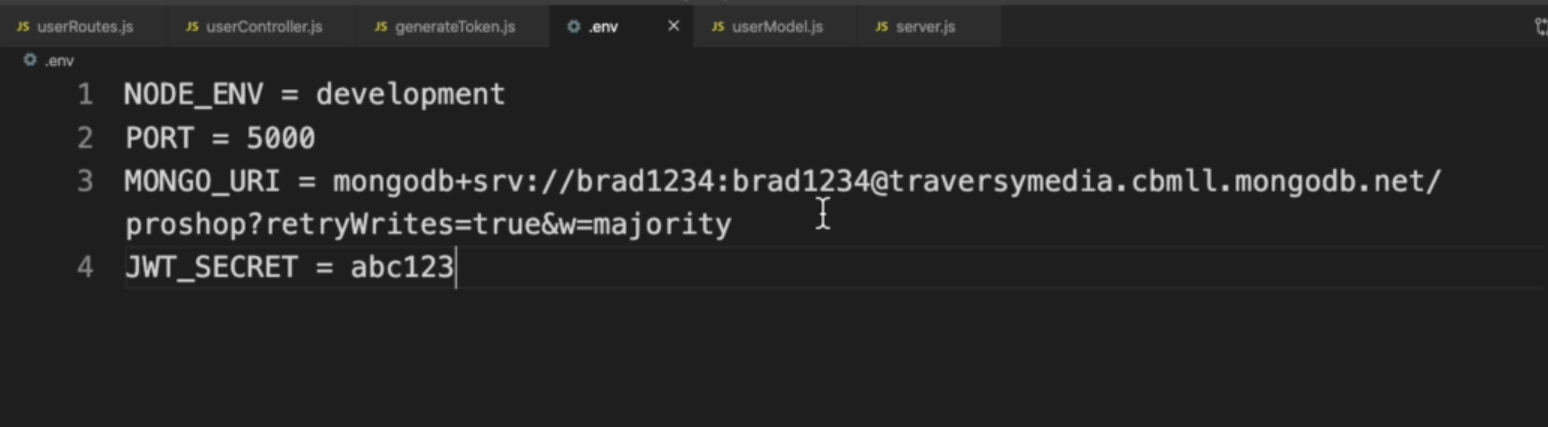 JS userRoutes.js JS userController.js JS generateToken.js .env JS userModel.js JS server.js
.env
1 NODE_ENV = development
2 PORT = 5000
3 MONGO_URI = mongodb+srv://brad1234:brad1234@traversymedia.cbmll.mongodb.net/
proshop?retryWrites=true&w=majority
4 JWT_SECRET = abc123